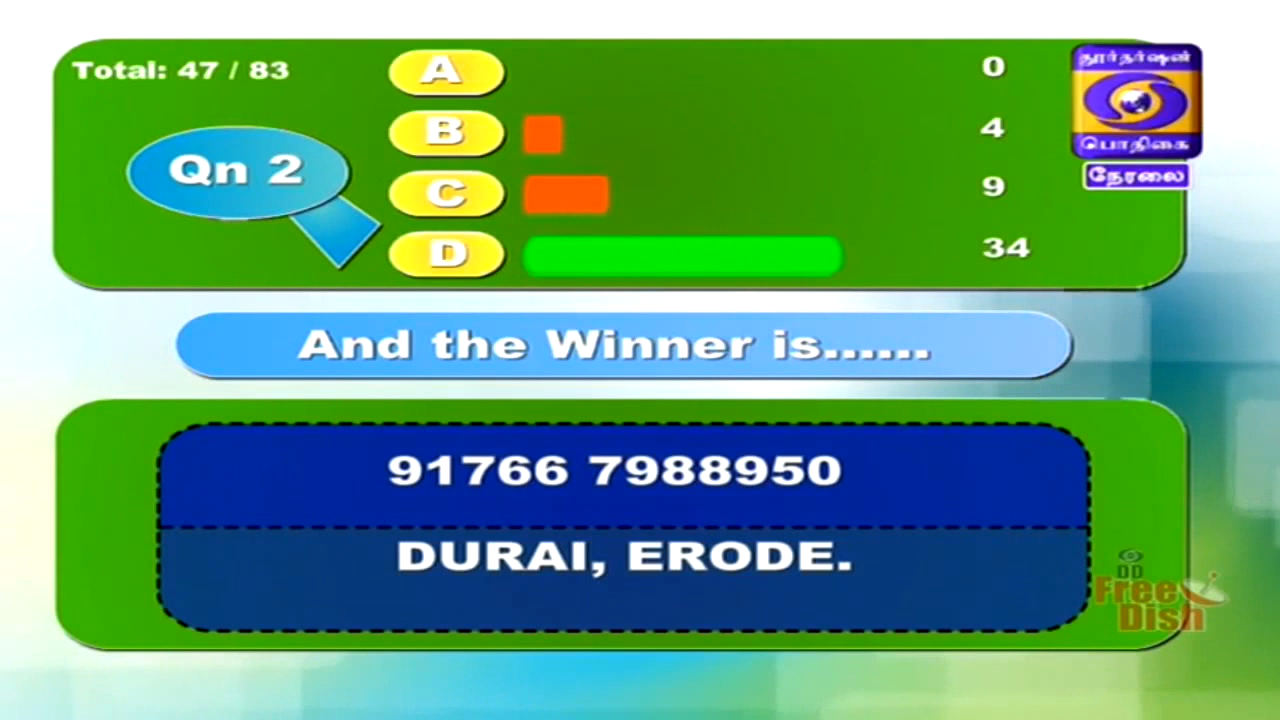 Total: 47 / 83
A 0
B 4
Qn 2
C 9
D 34
தூர்தர்ஷன்
பொதிகை
நேரலை
And the Winner is......
91766 7988950
DURAI, ERODE.
DD
Free
Dish